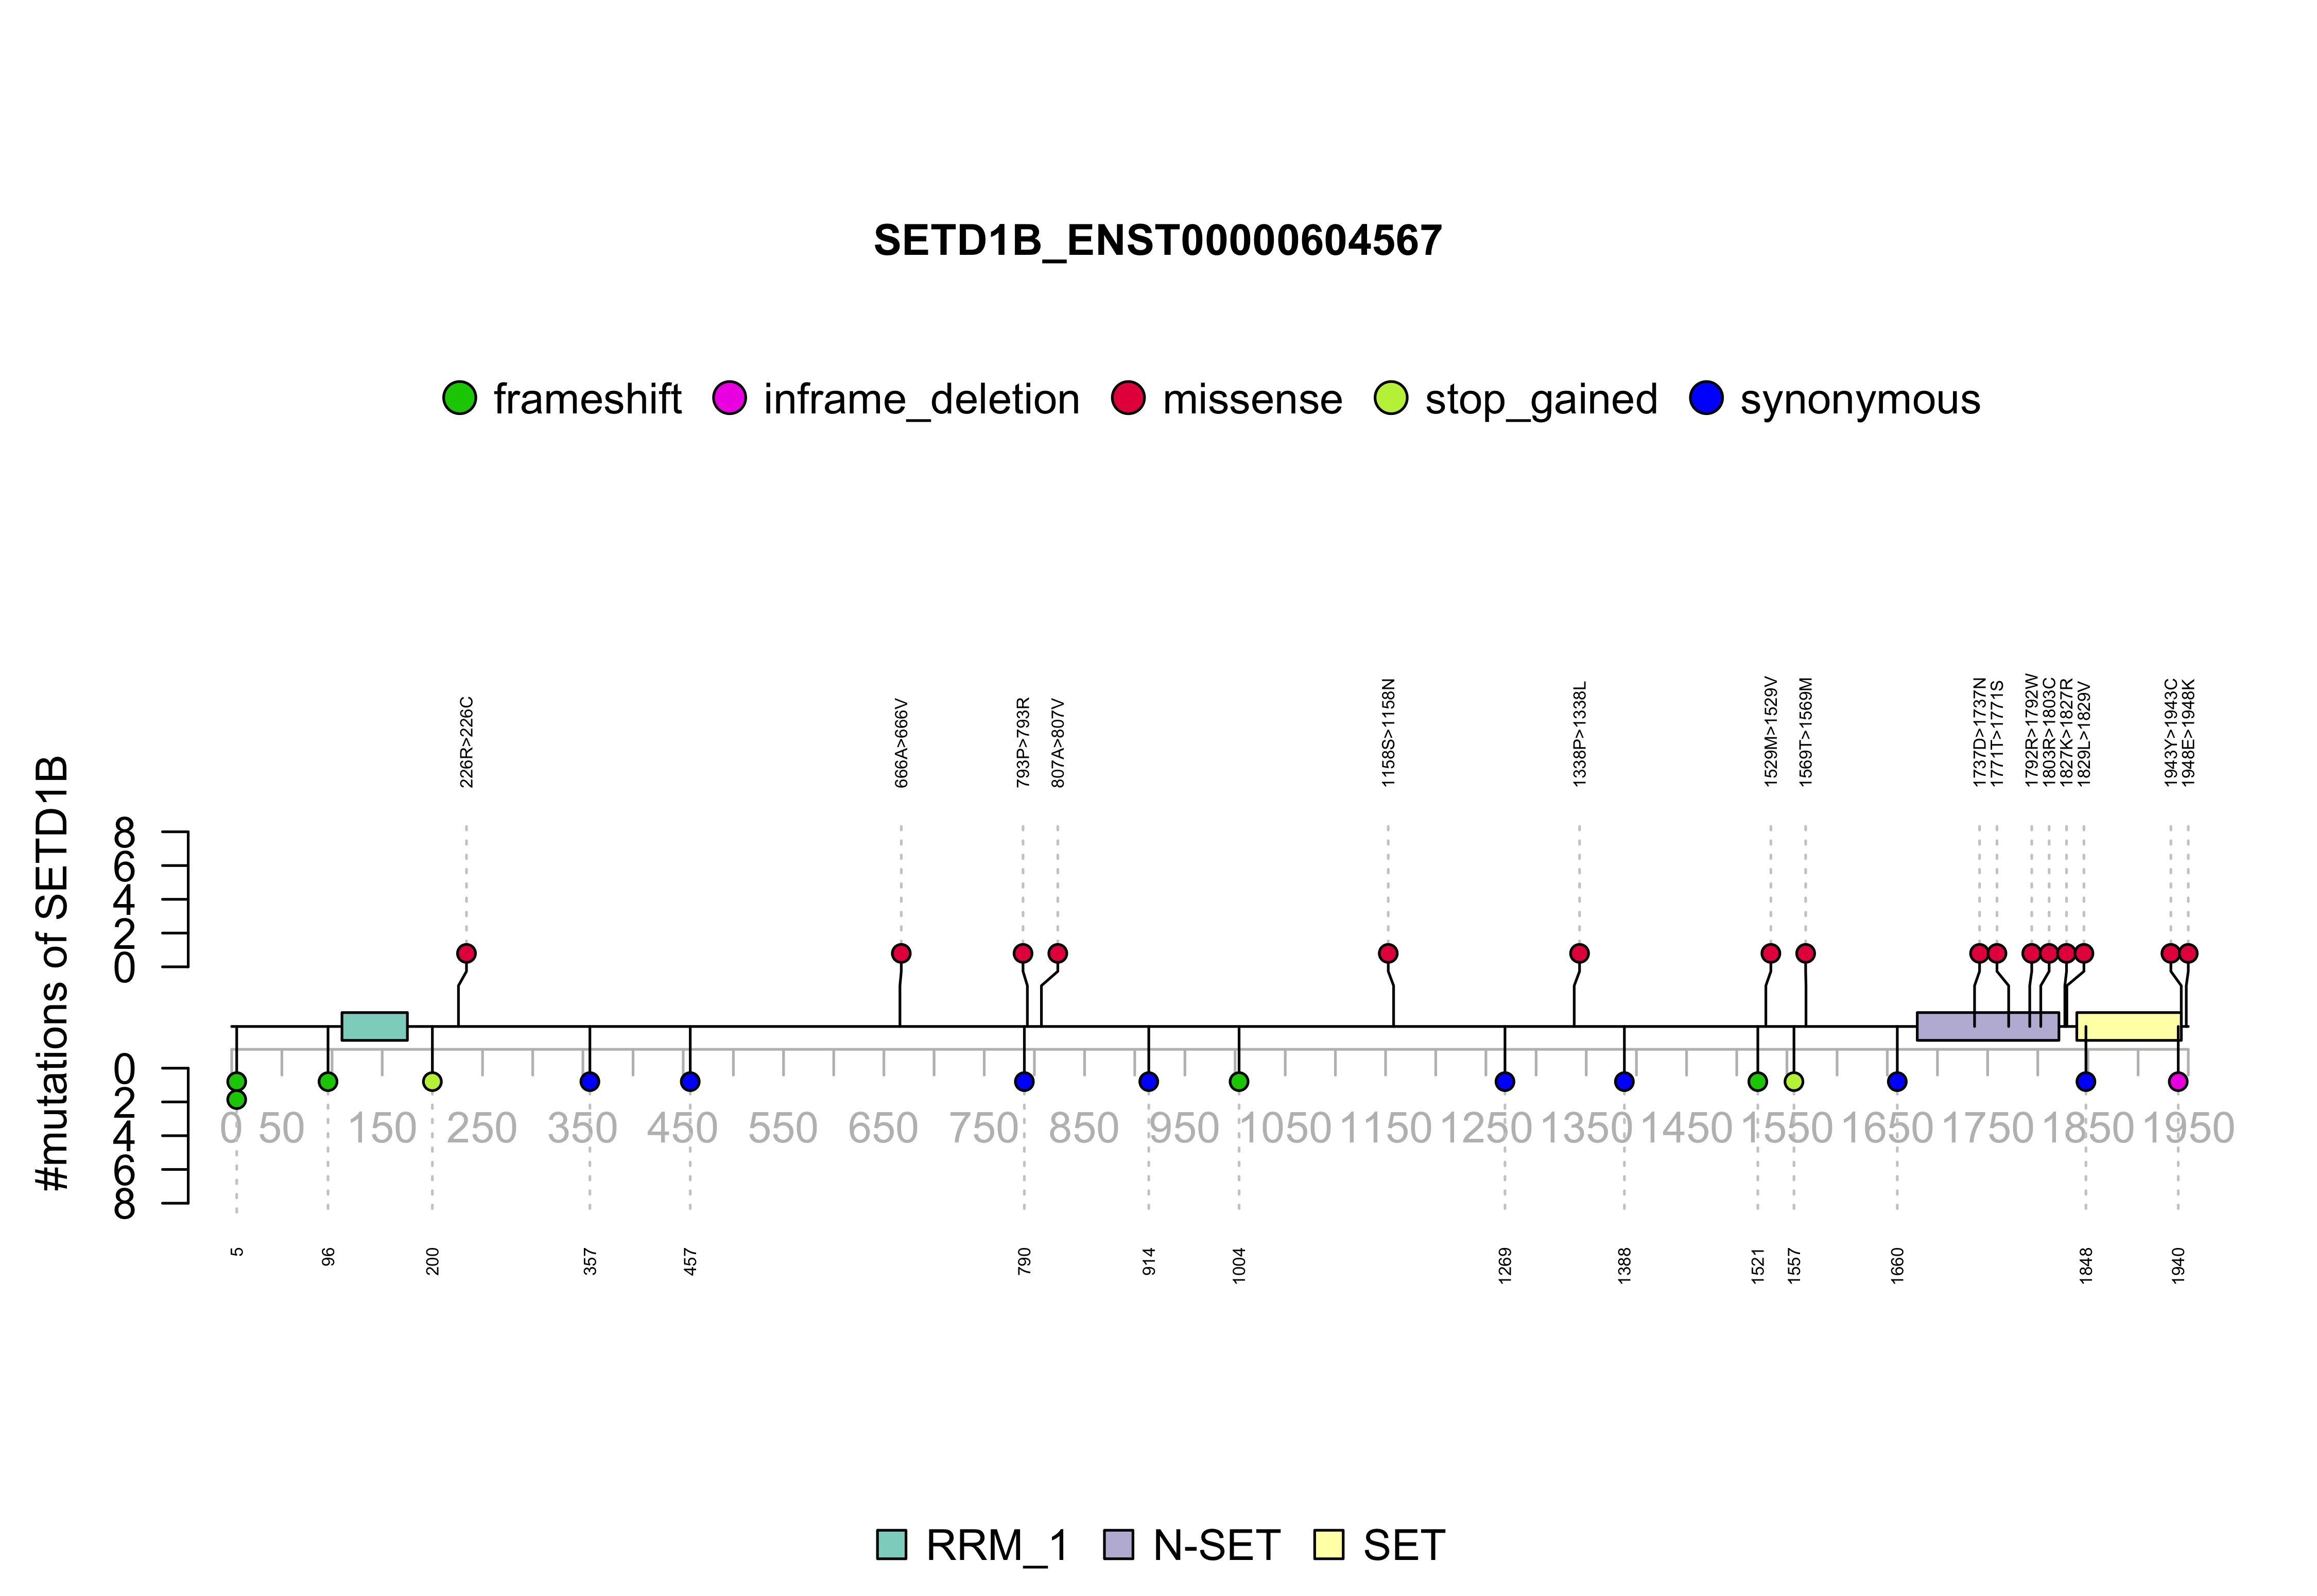 SETD1B_ENST00000604567
frameshift inframe_deletion missense stop_gained synonymous
226R>226C
666A>666V
793P>793R
807A>807V
1158S>1158N
1338P>1338L
1529M>1529V
1569T>1569M
1737D>1737N
1771T>1771S
1792R>1792W
1803R>1803C
1827K>1827R
1829L>1829V
1943Y>1943C
1948E>1948K
#mutations of SETD1B
8
6
4
2
0
0
2
4
6
8
0 50 150 250 350 450 550 650 750 850 950 1050 1150 1250 1350 1450 1550 1650 1750 1850 1950
5
96
200
357
457
790
914
1004
1269
1388
1521
1557
1660
1848
1940
RRM_1 N-SET SET